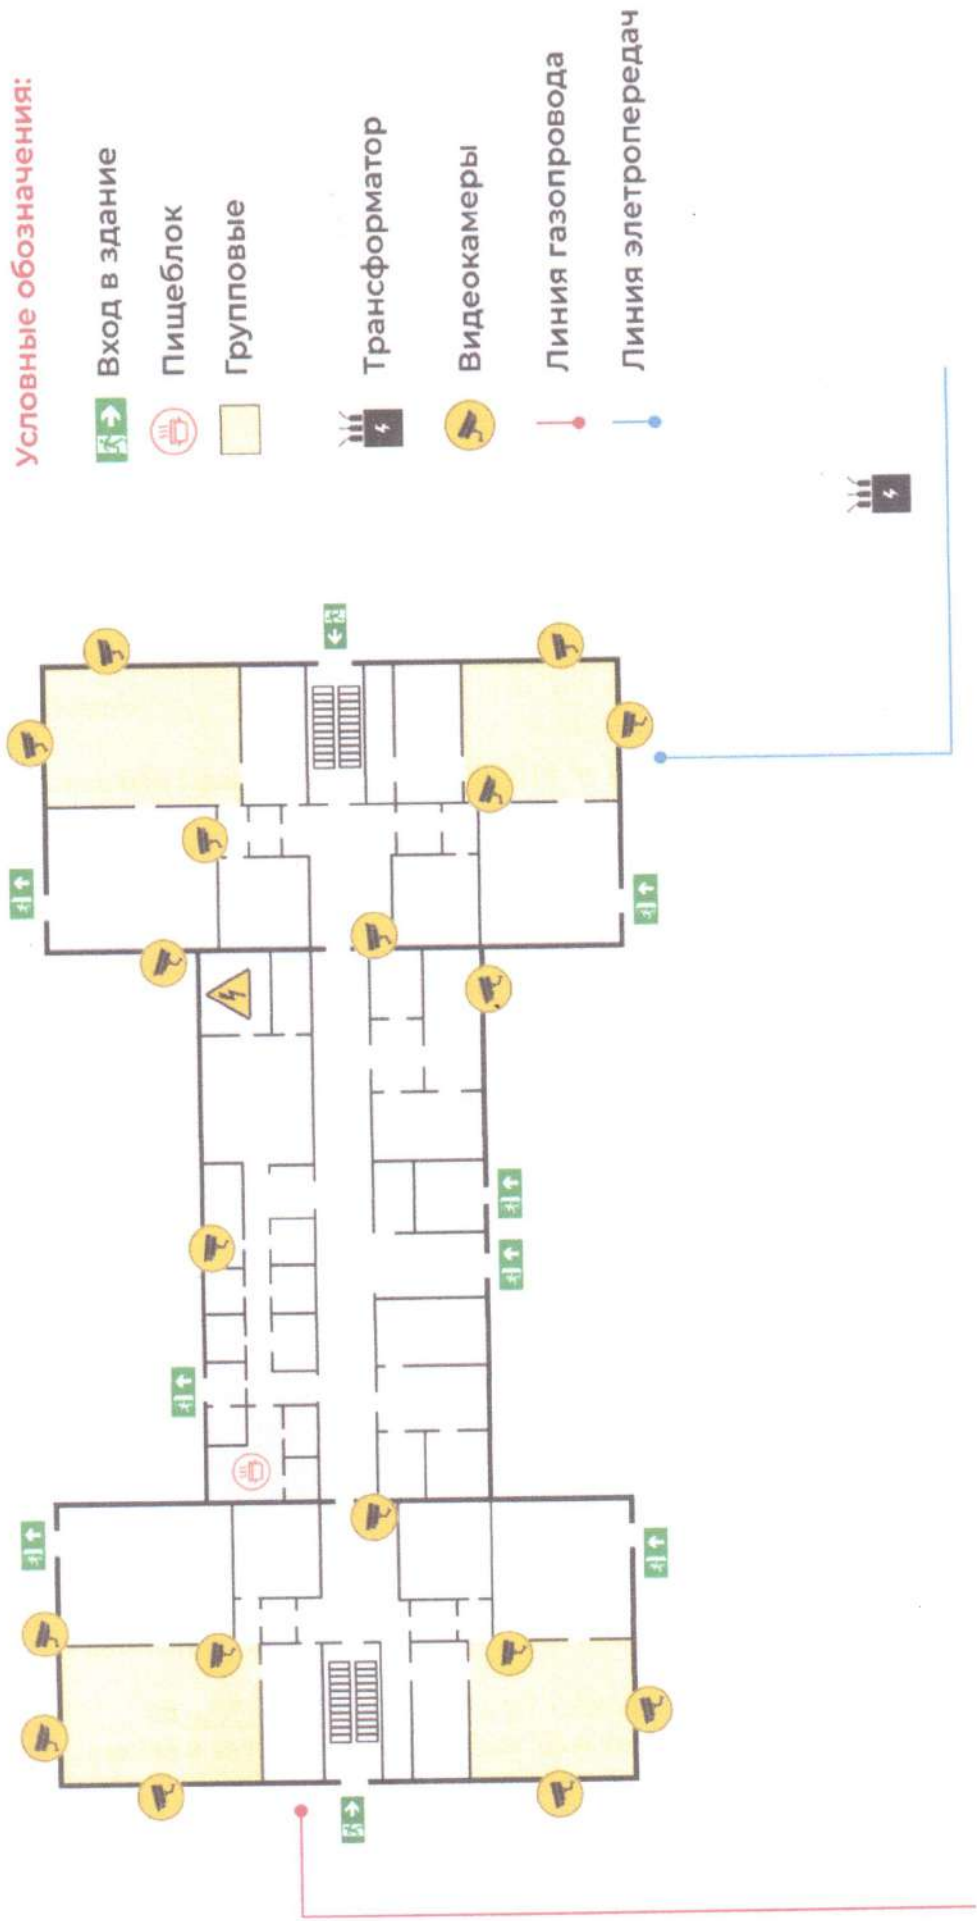 Условные обозначения:
Вход в здание
Пищеблок
Групповые
Трансформатор
Видеокамеры
Линия газопровода
Линия элетропередач